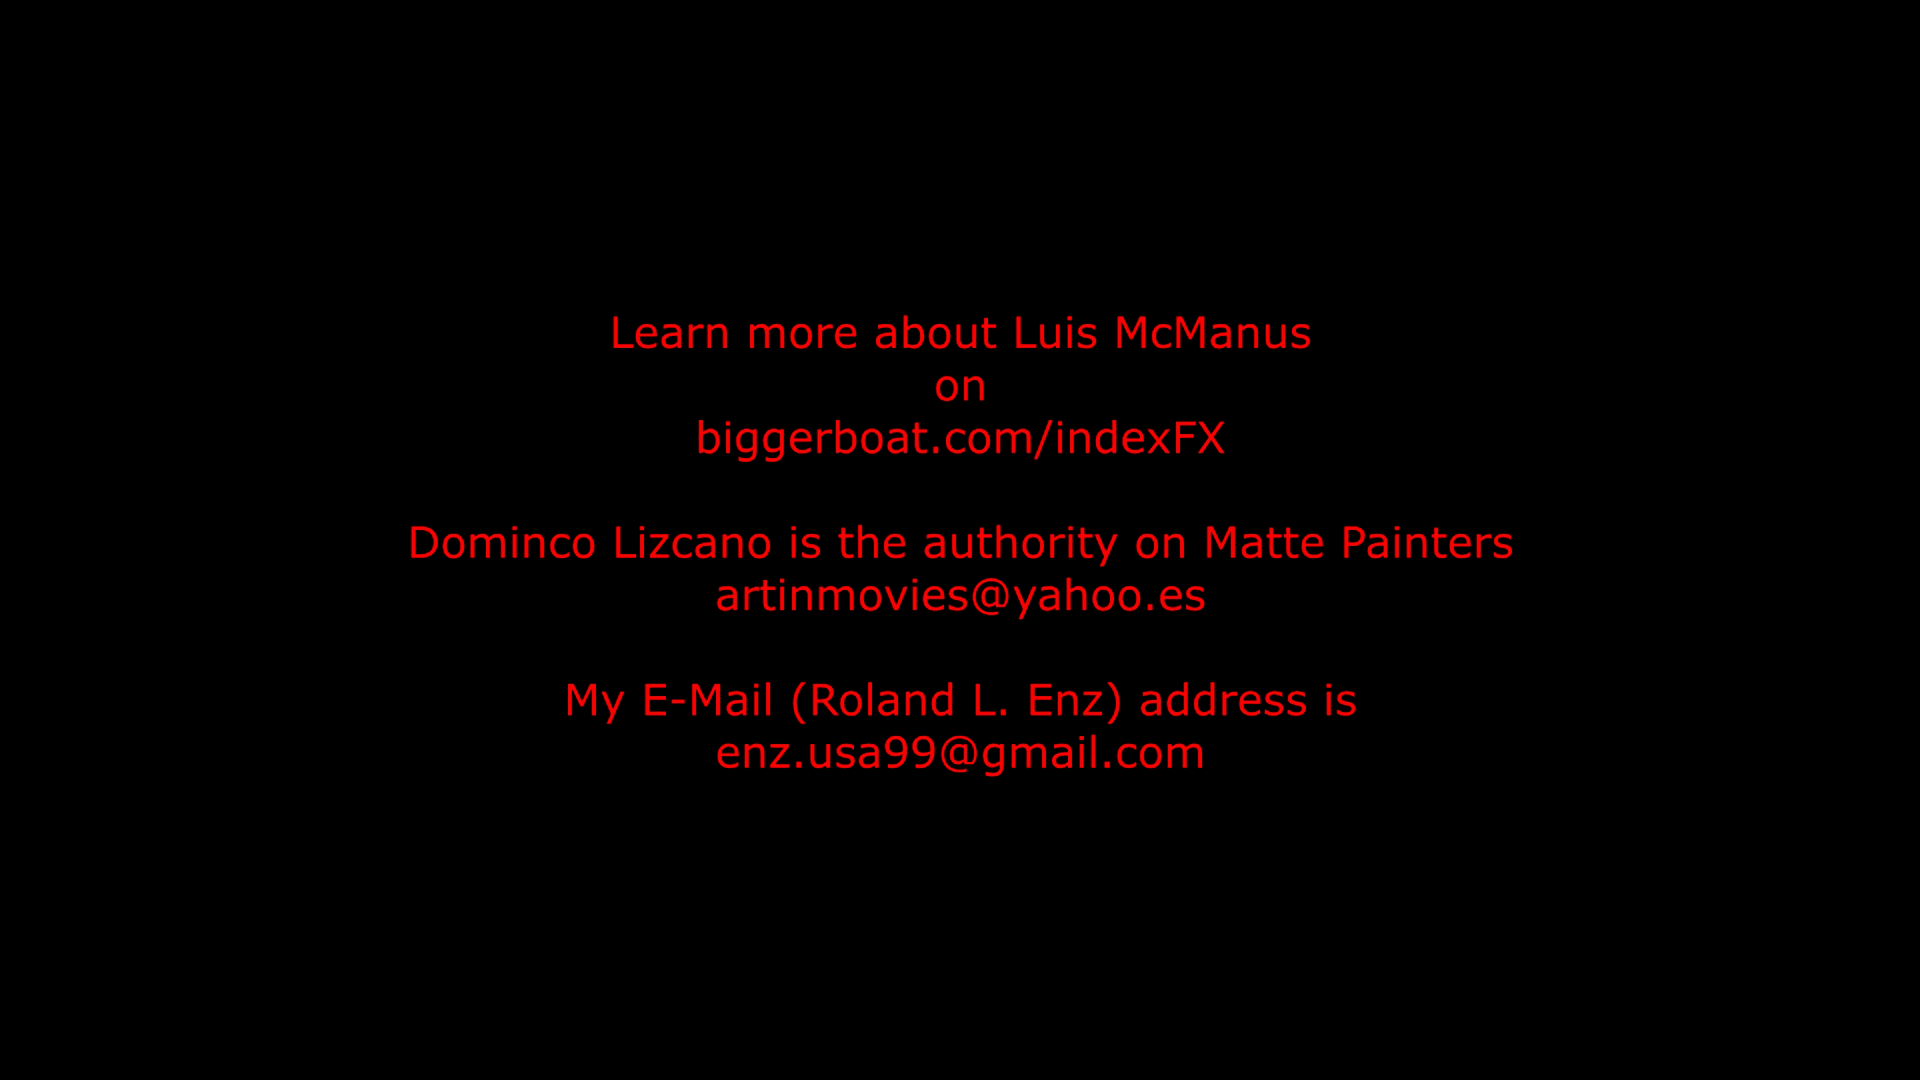 Learn more about Luis McManus
on
biggerboat.com/indexFX
Dominco Lizcano is the authority on Matte Painters
artinmovies@yahoo.es
My E-Mail (Roland L. Enz) address is
enz.usa99@gmail.com